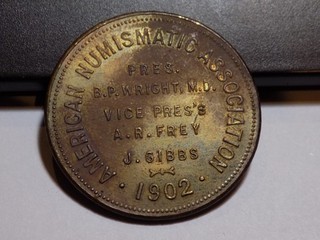 AMERICAN NUMISMATIC ASSOCIATION
PRES.
B.P. WRIGHT, M.D.
VICE PRES'S
A.R. FREY
J. GIBBS
· 1902 ·